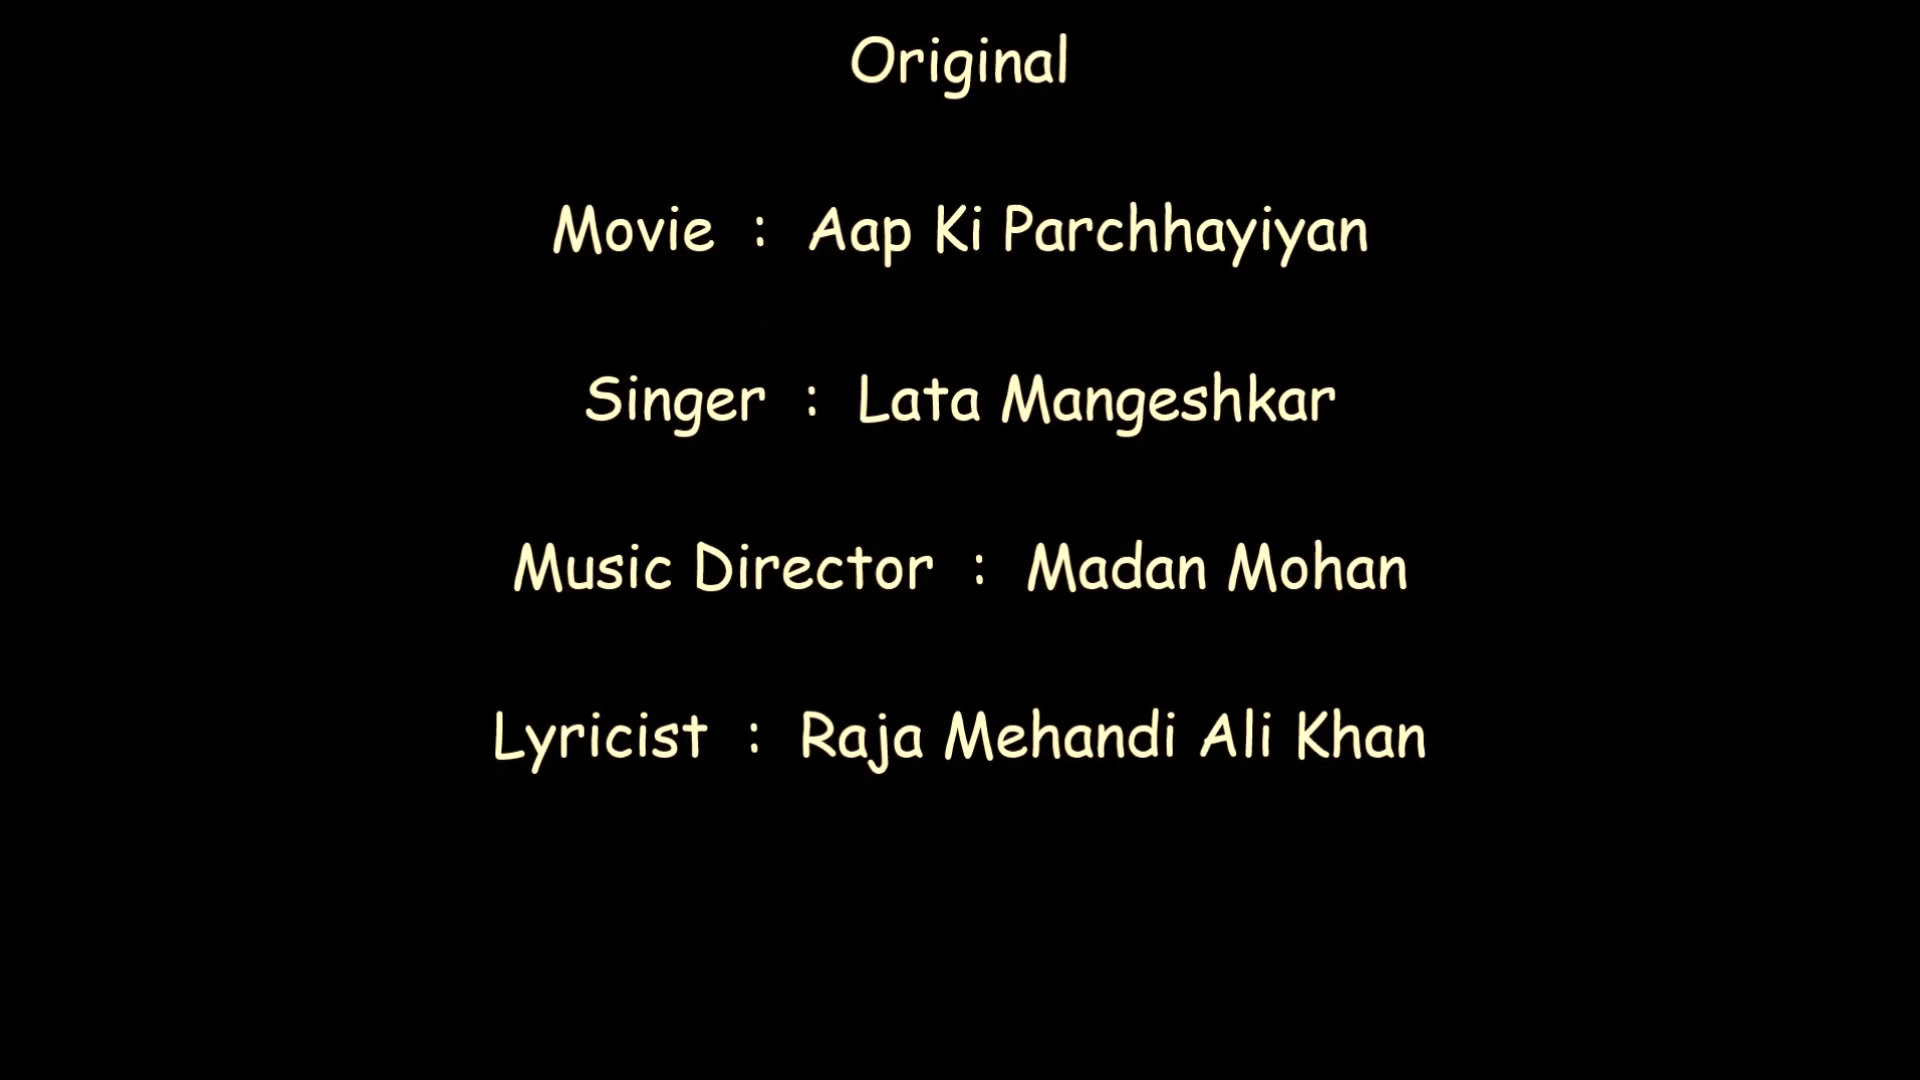 Original
Movie : Aap Ki Parchhayiyan
Singer : Lata Mangeshkar
Music Director : Madan Mohan
Lyricist : Raja Mehandi Ali Khan